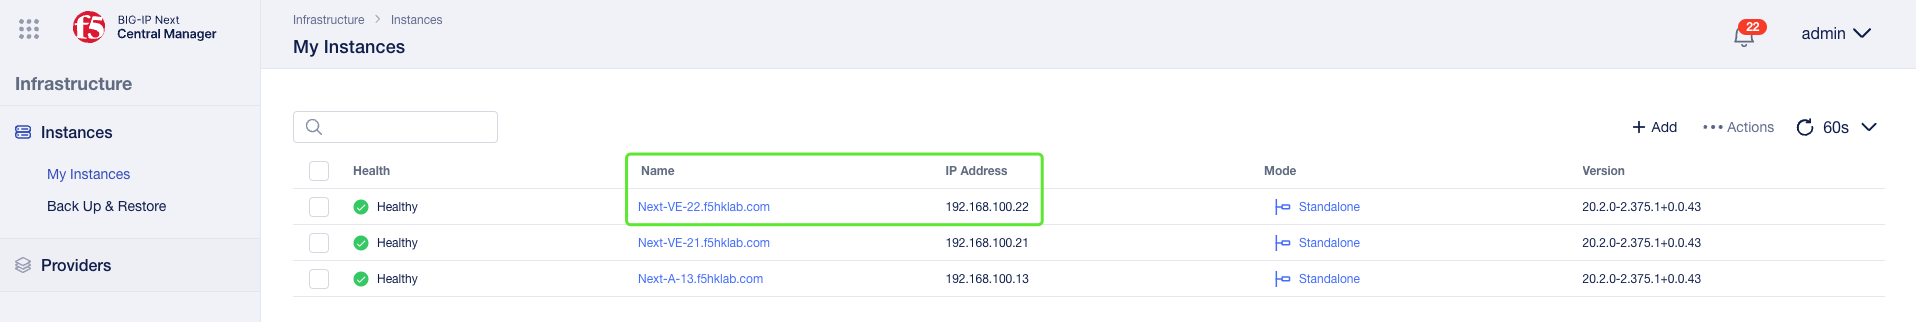 f5 BIG-IP Next
Central Manager
Infrastructure
Instances
My Instances
Back Up & Restore
Providers
Infrastructure > Instances
My Instances
22
admin
+ Add
••• Actions
60s
Health Name IP Address Mode Version
Healthy Next-VE-22.f5hklab.com 192.168.100.22 Standalone 20.2.0-2.375.1+0.0.43
Healthy Next-VE-21.f5hklab.com 192.168.100.21 Standalone 20.2.0-2.375.1+0.0.43
Healthy Next-A-13.f5hklab.com 192.168.100.13 Standalone 20.2.0-2.375.1+0.0.43